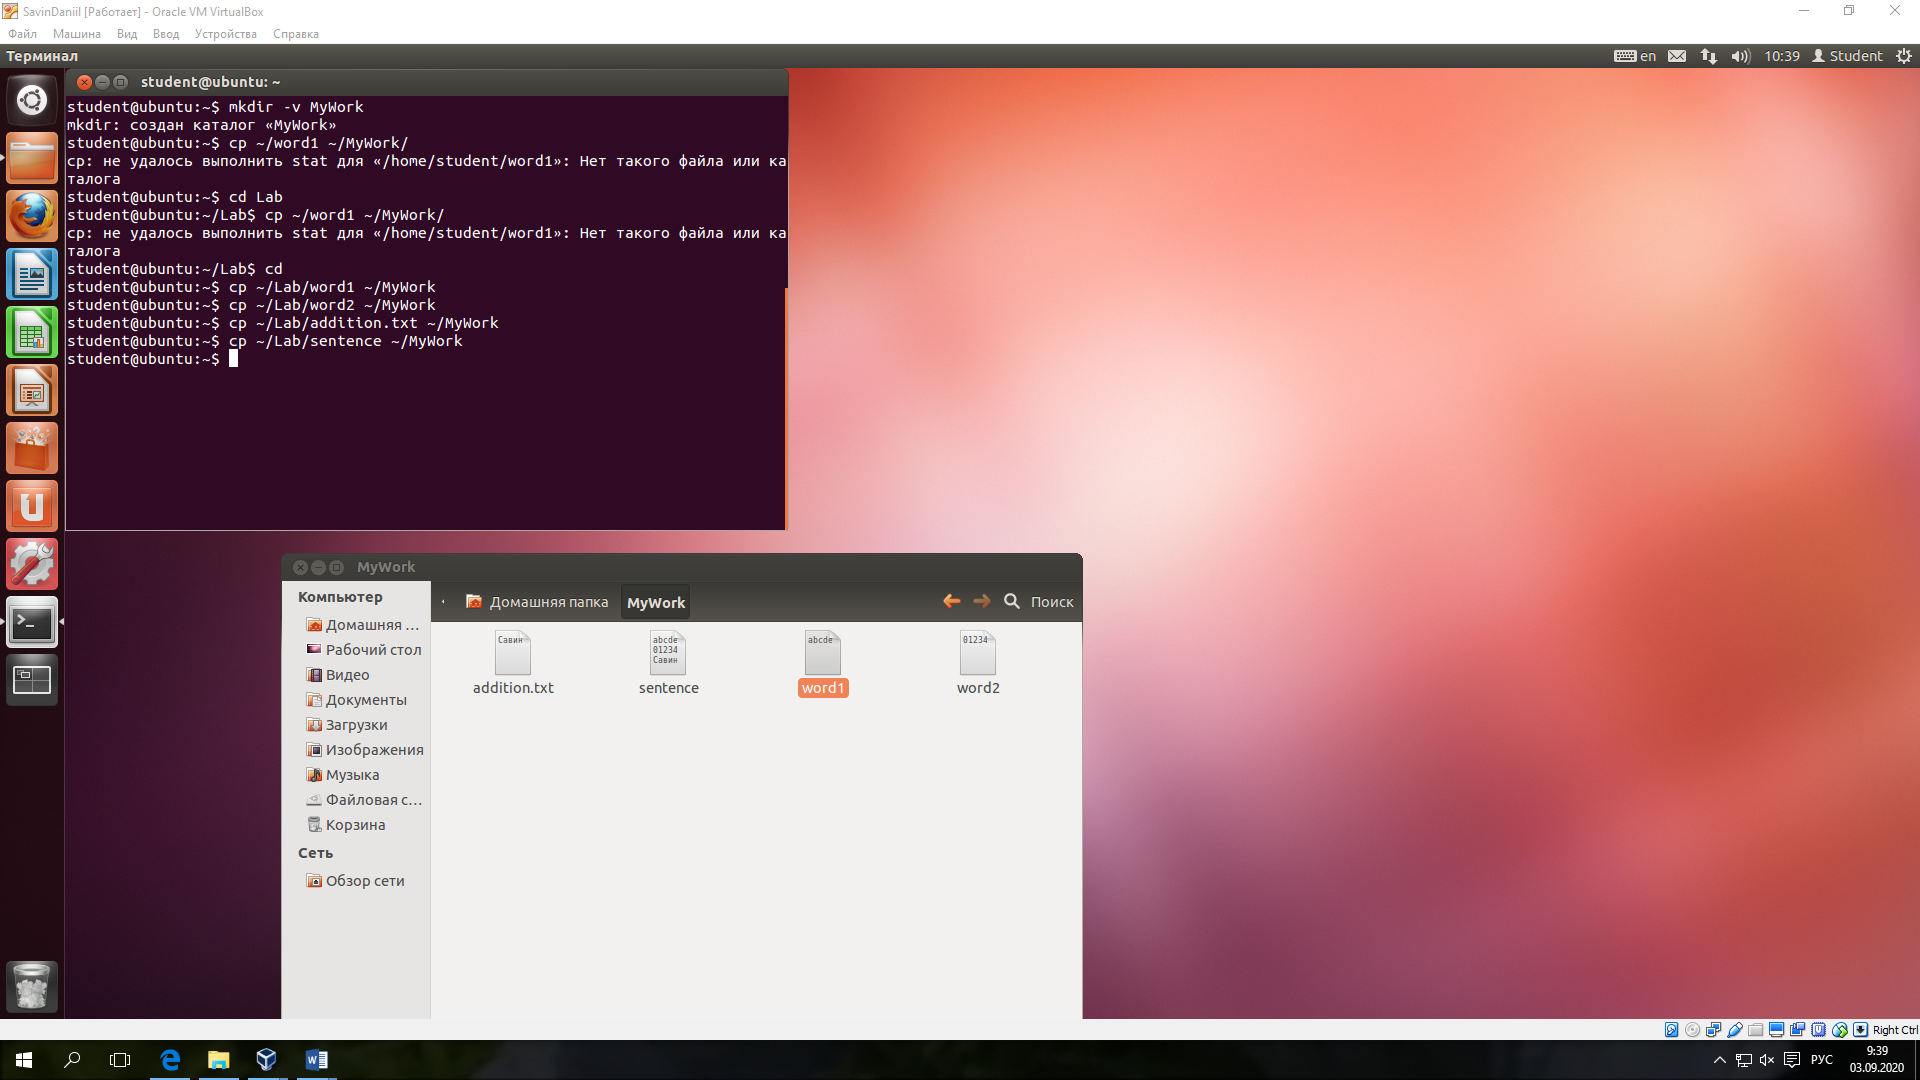 SavinDaniil [Работает] - Oracle VM VirtualBox
Файл Машина Вид Ввод Устройства Справка
Терминал
en 10:39 Student
student@ubuntu: ~
student@ubuntu:~$ mkdir -v MyWork
mkdir: создан каталог «MyWork»
student@ubuntu:~$ cp ~/word1 ~/MyWork/
cp: не удалось выполнить stat для «/home/student/word1»: Нет такого файла или ка
талога
student@ubuntu:~$ cd Lab
student@ubuntu:~/Lab$ cp ~/word1 ~/MyWork/
cp: не удалось выполнить stat для «/home/student/word1»: Нет такого файла или ка
талога
student@ubuntu:~/Lab$ cd
student@ubuntu:~$ cp ~/Lab/word1 ~/MyWork
student@ubuntu:~$ cp ~/Lab/word2 ~/MyWork
student@ubuntu:~$ cp ~/Lab/addition.txt ~/MyWork
student@ubuntu:~$ cp ~/Lab/sentence ~/MyWork
student@ubuntu:~$
MyWork
Компьютер
Домашняя ...
Рабочий стол
Видео
Документы
Загрузки
Изображения
Музыка
Файловая с...
Корзина
Сеть
Обзор сети
Домашняя папка MyWork Поиск
Савин
addition.txt
abcde
01234
Савин
sentence
abcde
word1
01234
word2
Right Ctrl
РУС
9:39
03.09.2020